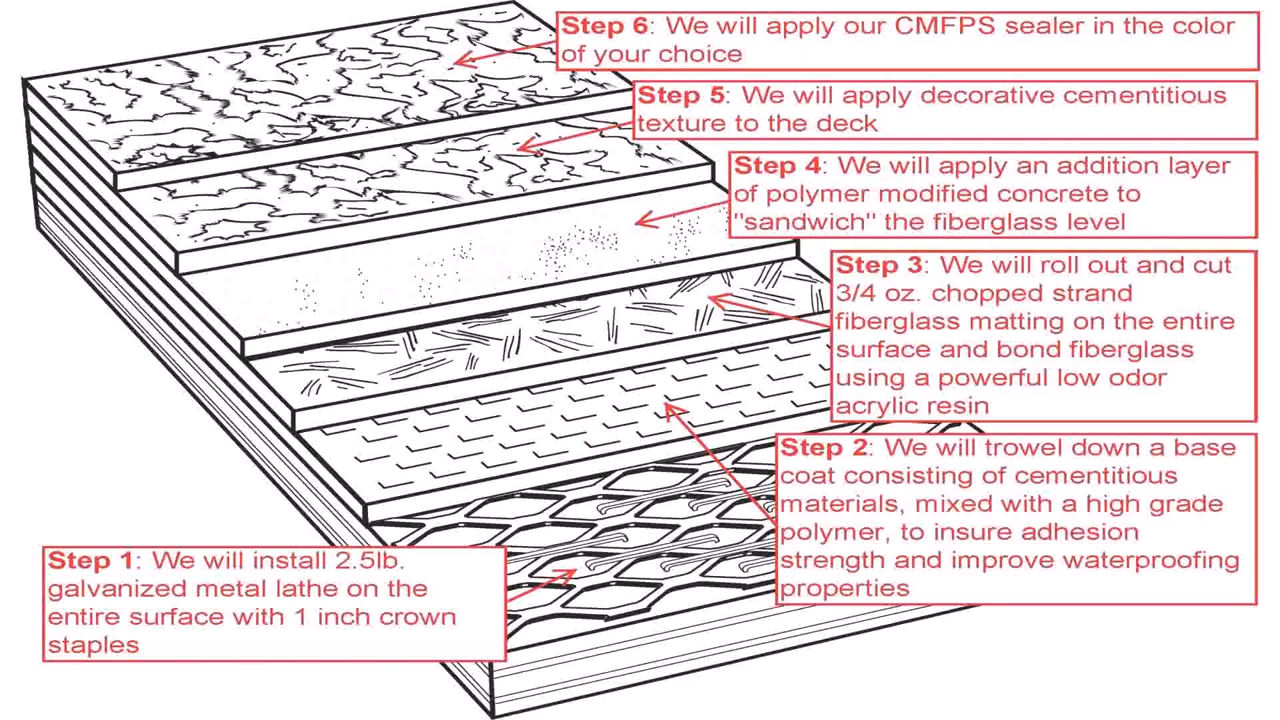 Step 6: We will apply our CMFPS sealer in the color
of your choice
Step 5: We will apply decorative cementitious
texture to the deck
Step 4: We will apply an addition layer
of polymer modified concrete to
"sandwich" the fiberglass level
Step 3: We will roll out and cut
3/4 oz. chopped strand
fiberglass matting on the entire
surface and bond fiberglass
using a powerful low odor
acrylic resin
Step 2: We will trowel down a base
coat consisting of cementitious
materials, mixed with a high grade
polymer, to insure adhesion
strength and improve waterproofing
properties
Step 1: We will install 2.5lb.
galvanized metal lathe on the
entire surface with 1 inch crown
staples